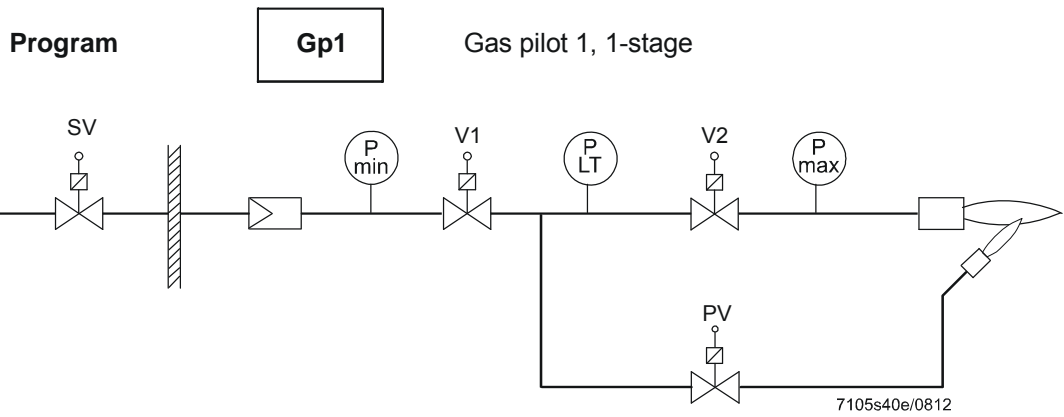 Program Gp1 Gas pilot 1, 1-stage
SV
P
min
V1
P
LT
V2
P
max
PV
7105s40e/0812